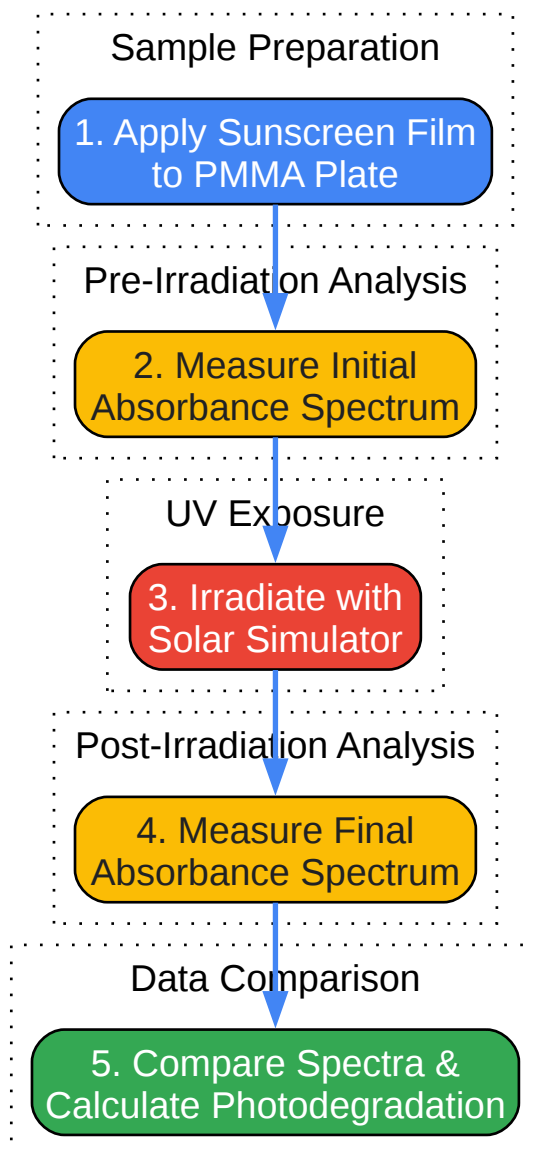 Sample Preparation
1. Apply Sunscreen Film
to PMMA Plate
Pre-Irradiation Analysis
2. Measure Initial
Absorbance Spectrum
UV Exposure
3. Irradiate with
Solar Simulator
Post-Irradiation Analysis
4. Measure Final
Absorbance Spectrum
Data Comparison
5. Compare Spectra &
Calculate Photodegradation